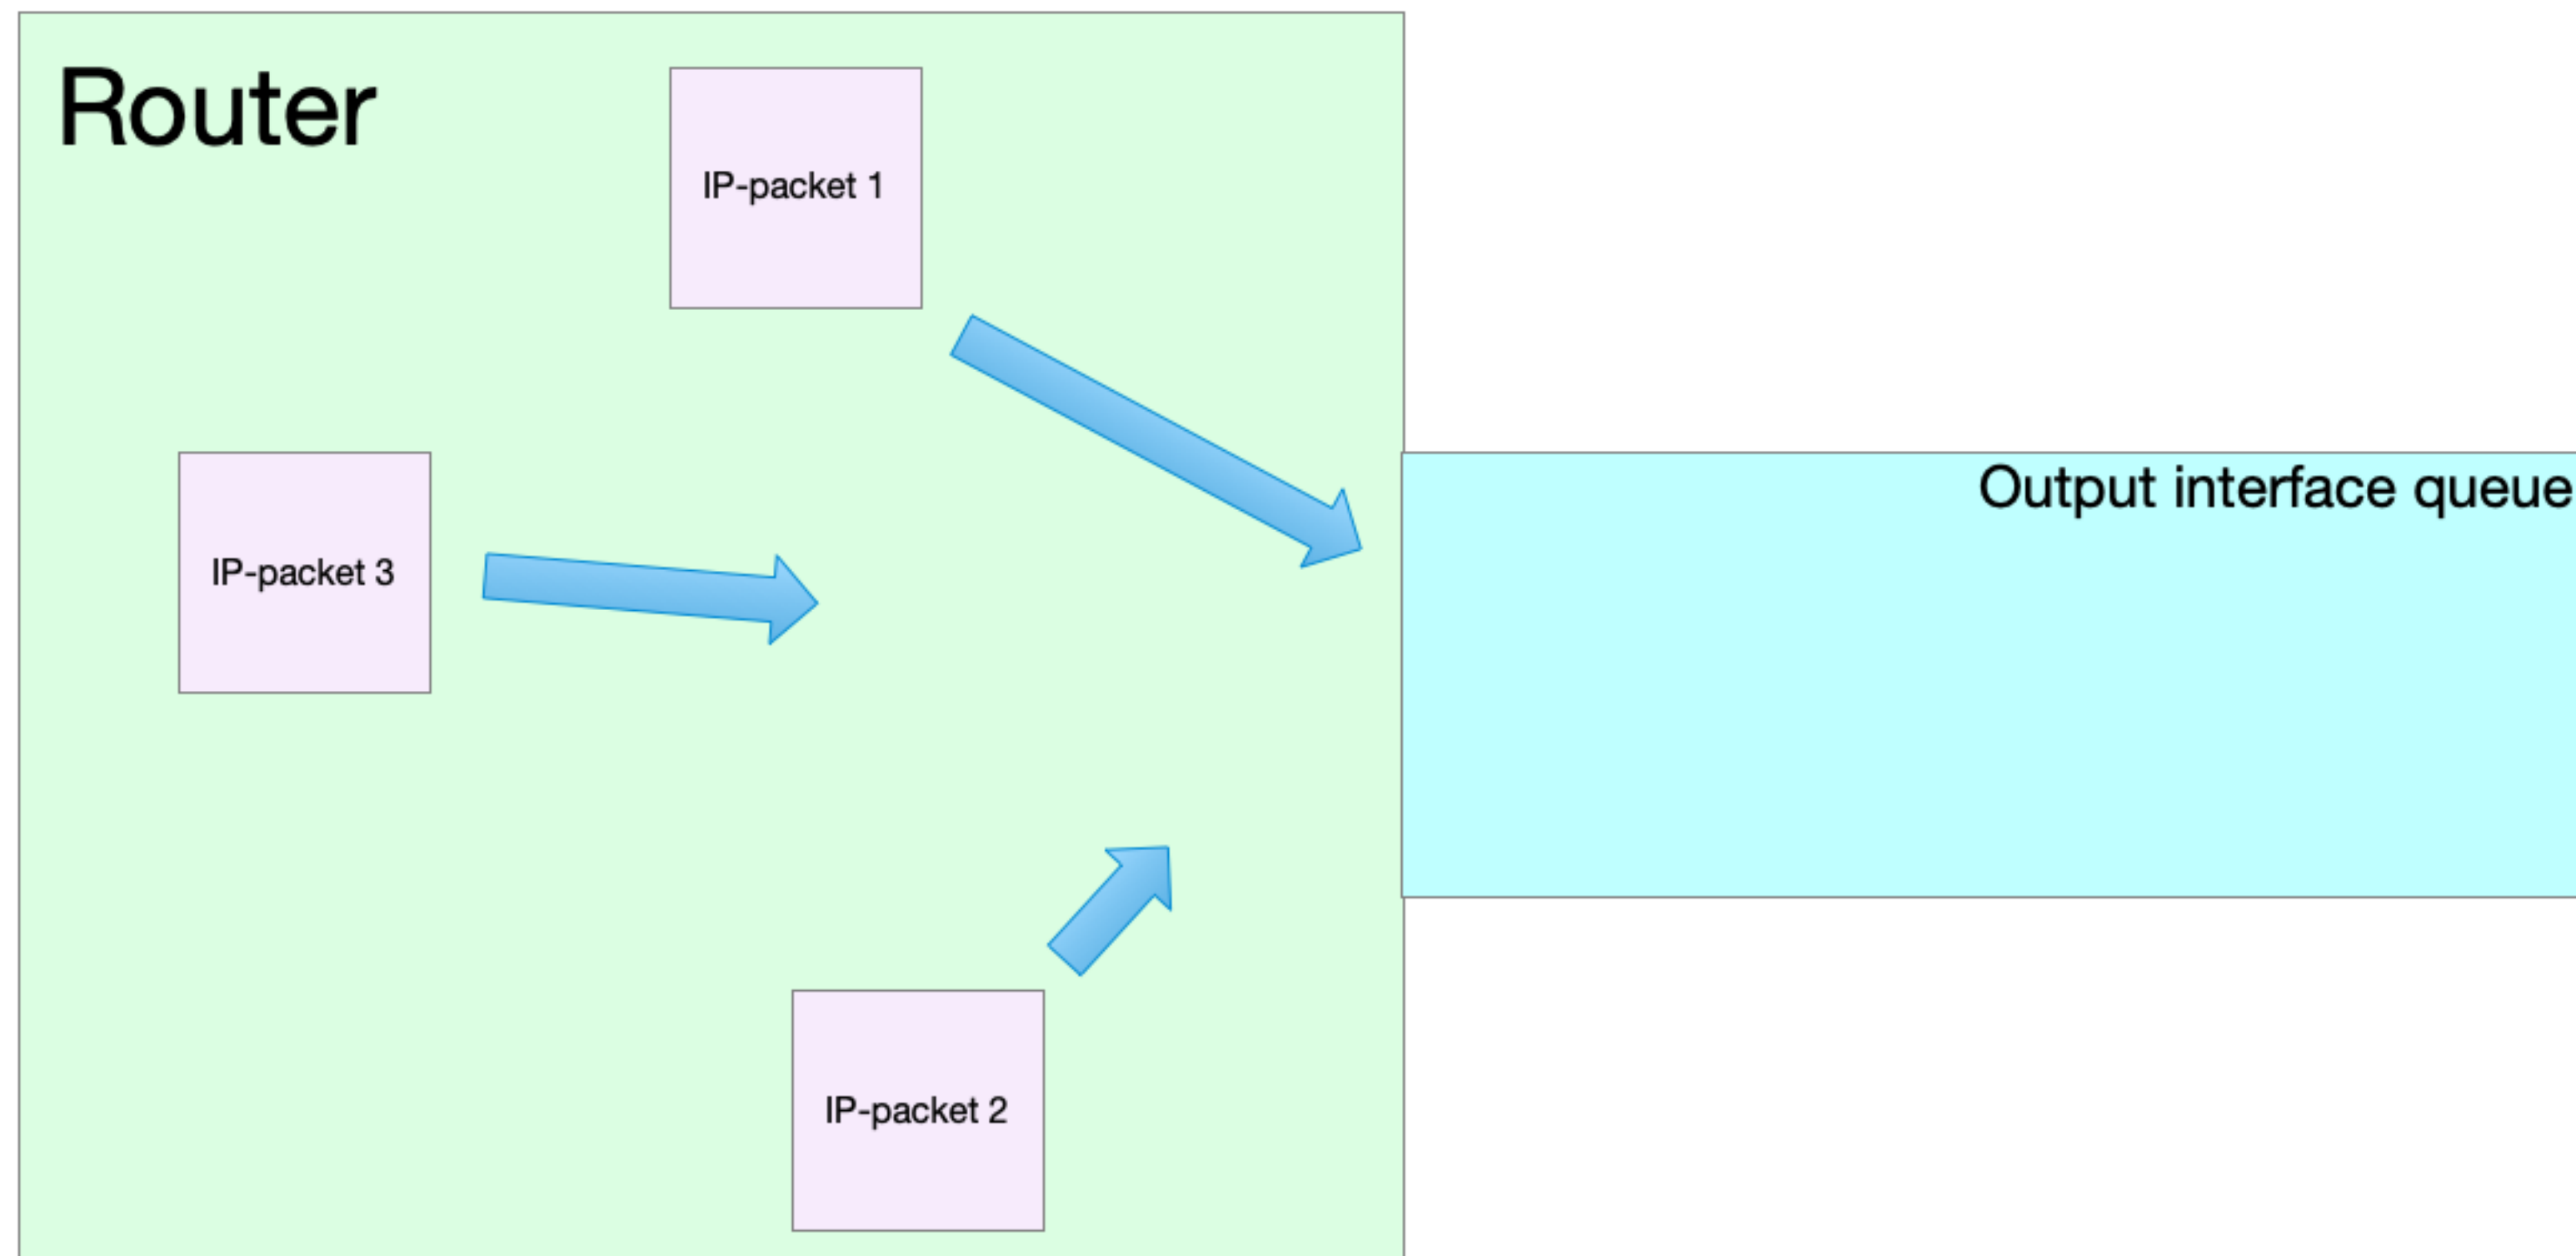 Router
IP-packet 1
Output interface queue
IP-packet 3
IP-packet 2